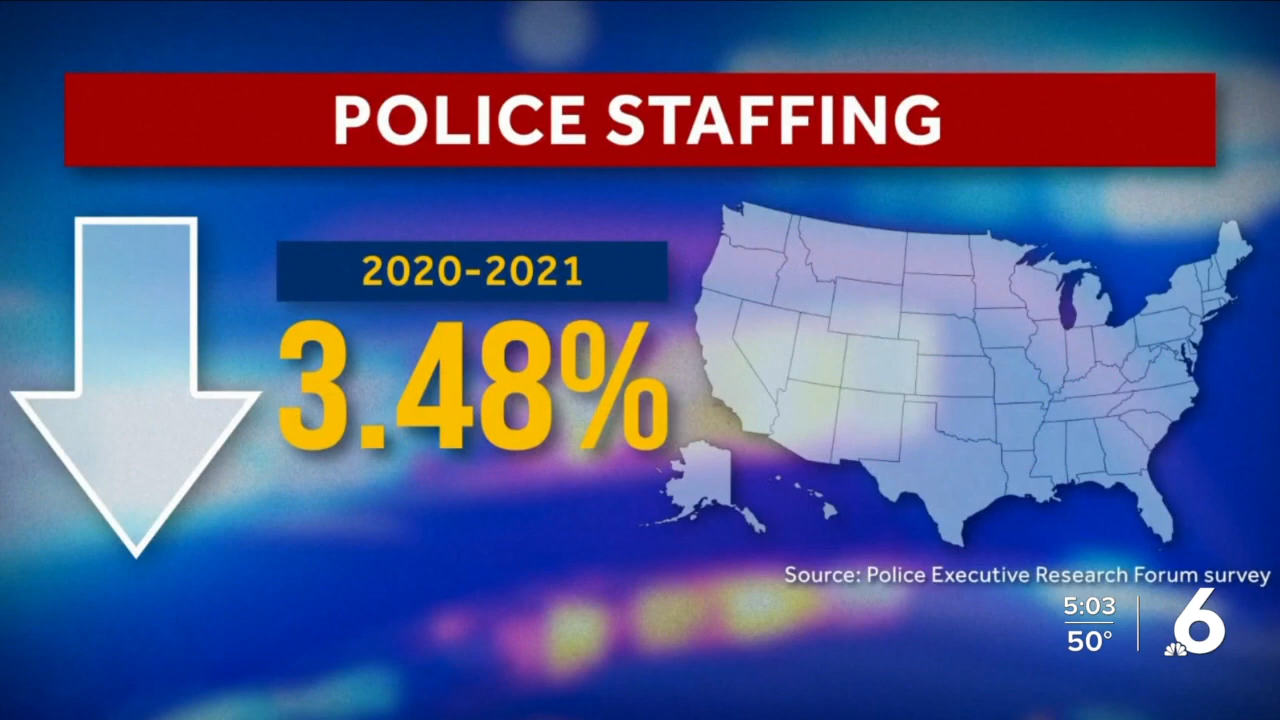 POLICE STAFFING
2020-2021
3.48%
Source: Police Executive Research Forum survey
5:03
50°
6